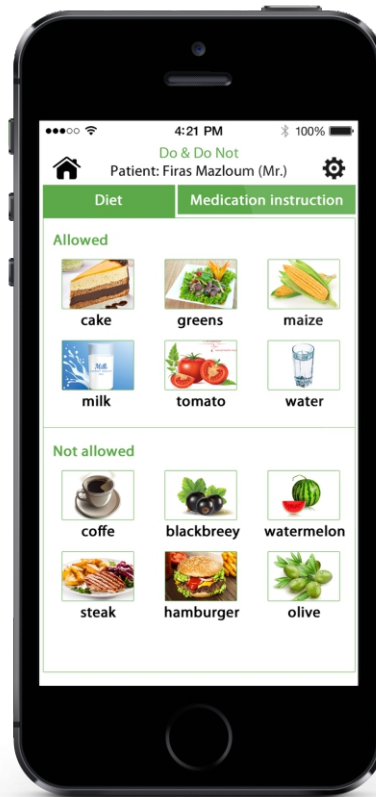 4:21 PM 100%
Do & Do Not
Patient: Firas Mazloum (Mr.)
Diet Medication instruction
Allowed
cake greens maize
Milk
milk tomato water
Not allowed
coffe blackbreey watermelon
steak hamburger olive